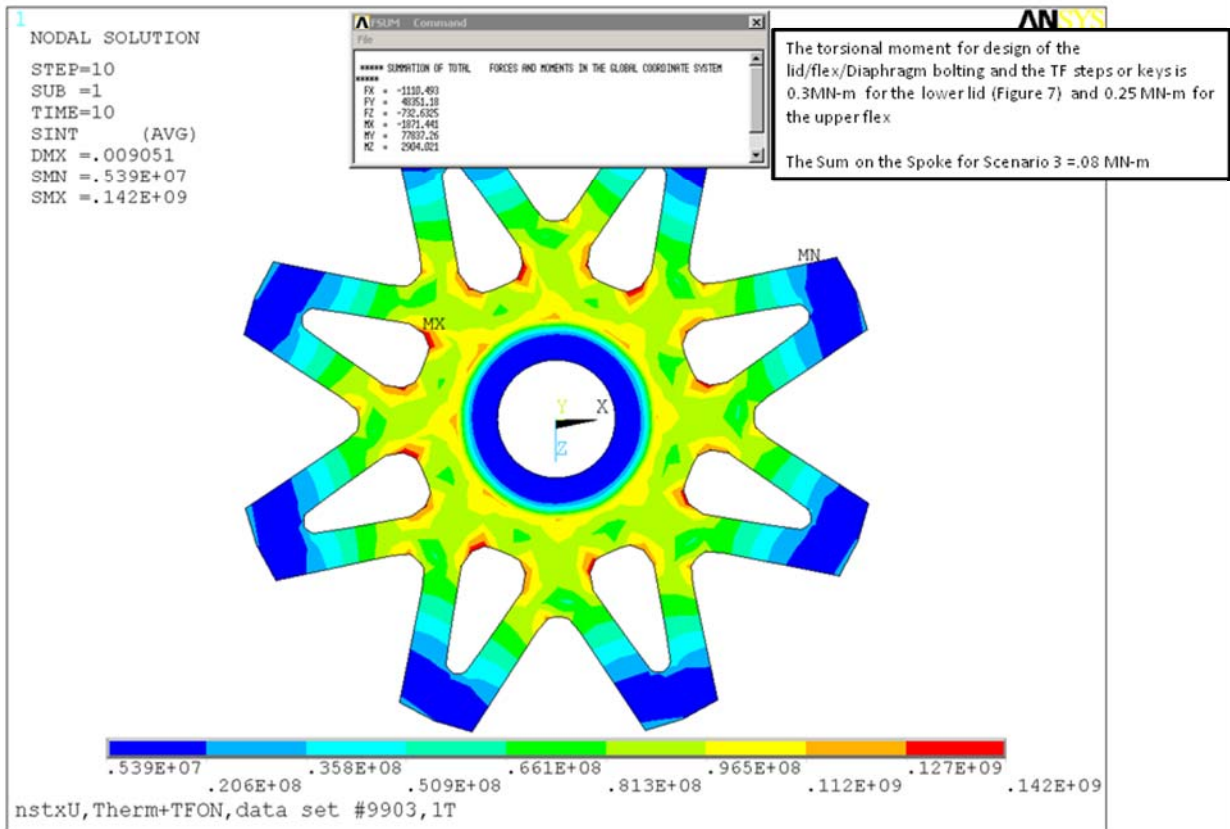 1
NODAL SOLUTION
STEP=10
SUB =1
TIME=10
SINT (AVG)
DMX =.009051
SMN =.539E+07
SMX =.142E+09
FSUM Command
File
***** SUMMATION OF TOTAL FORCES AND MOMENTS IN THE GLOBAL COORDINATE SYSTEM
*****
FX = -1110.493
FY = 48351.18
FZ = -732.6325
MX = -1871.441
MY = 77837.26
MZ = 2904.021
ANSYS
The torsional moment for design of the
lid/flex/Diaphragm bolting and the TF steps or keys is
0.3MN-m for the lower lid (Figure 7) and 0.25 MN-m for
the upper flex
The Sum on the Spoke for Scenario 3 =.08 MN-m
MN
MX
Y
X
Z
.539E+07
.206E+08
.358E+08
.509E+08
.661E+08
.813E+08
.965E+08
.112E+09
.127E+09
.142E+09
nstxU,Therm+TFON,data set #9903,1T